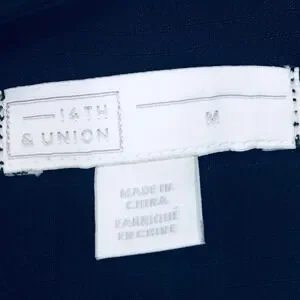 14TH
& UNION
M
MADE IN
CHINA
FABRIQUÉ
EN CHINE